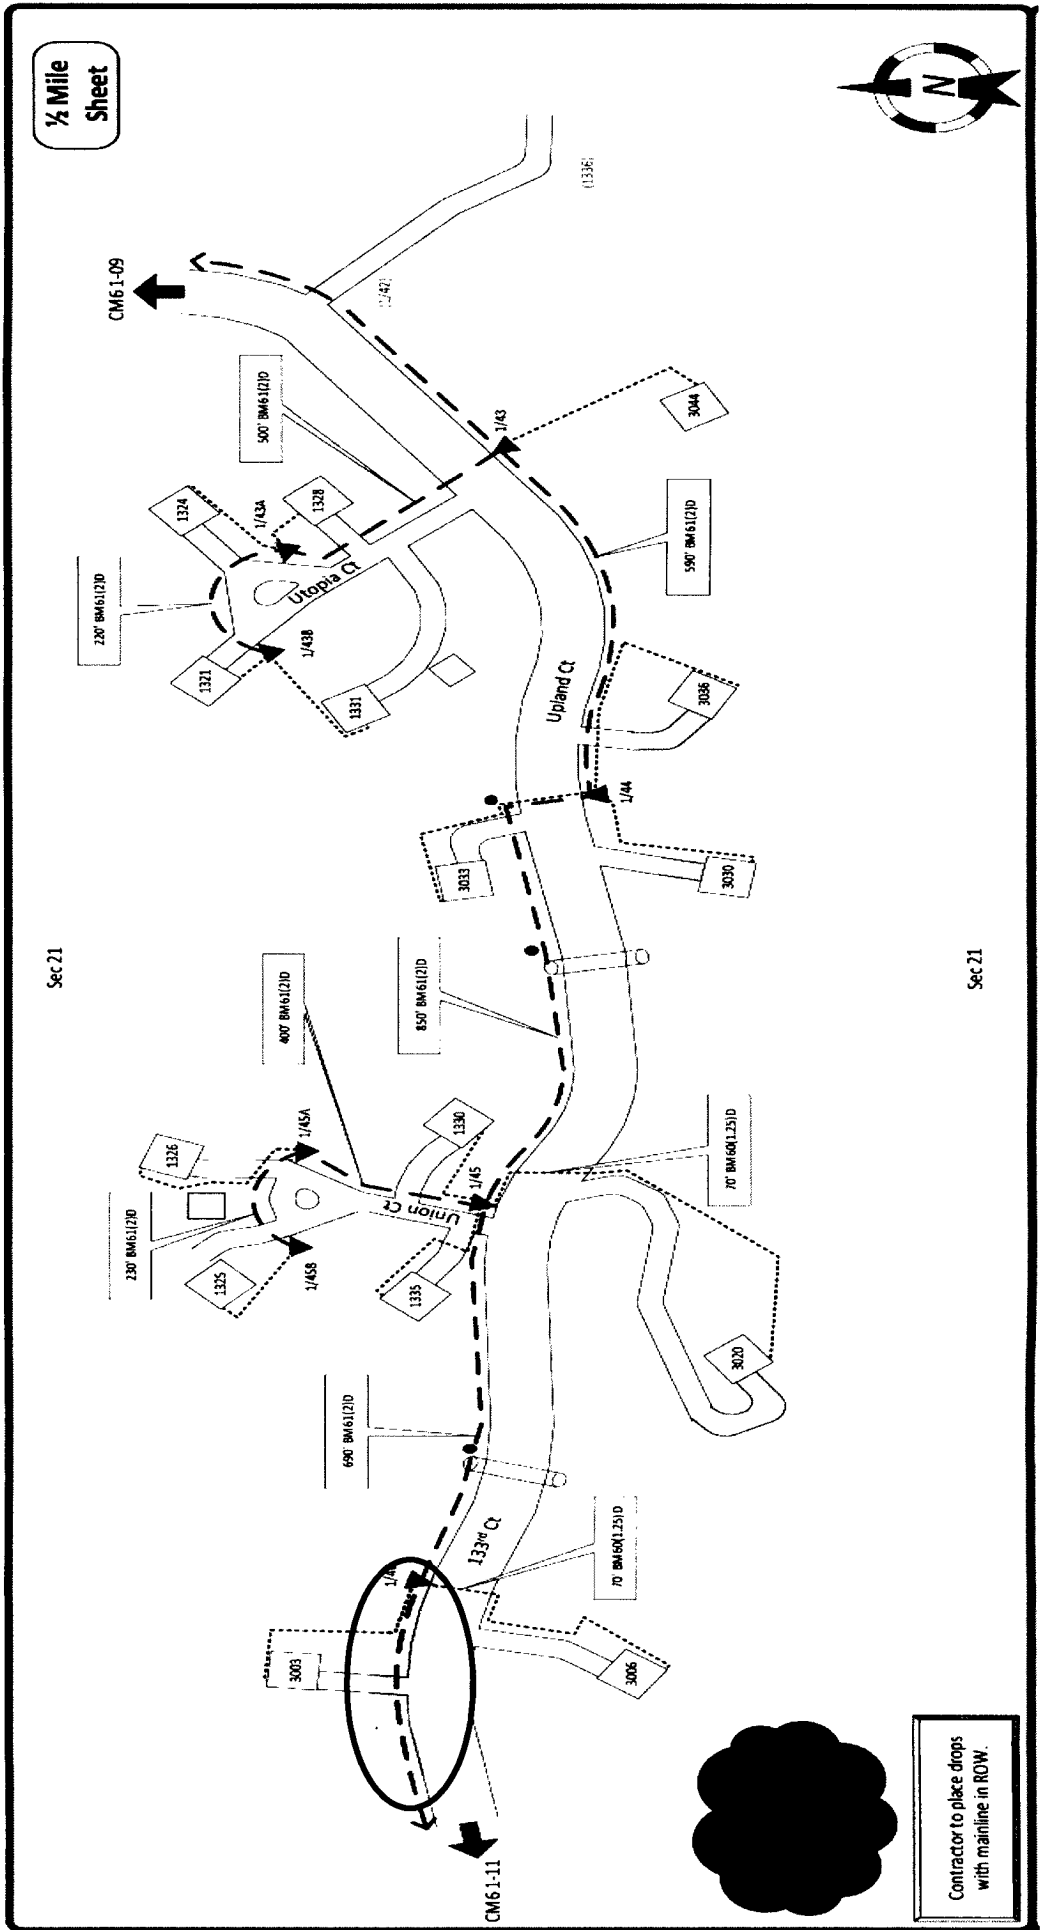 ½ Mile
Sheet
N
CM61-09
(1336)
(1/42)
500' BM61(2)D
1/43
3044
1324
1/43A
1328
220' BM61(2)D
Utopia Ct
590' BM61(2)D
1321
1/43B
1331
Upland Ct
3036
1/44
3033
3030
Sec 21
Sec 21
400' BM61(2)D
850' BM61(2)D
1326
1/45A
1330
1/45
70' BM60(1.25)D
230' BM61(2)D
Union Ct
1325
1/45B
1335
3020
690' BM61(2)D
133rd Ct
70' BM60(1.25)D
3003
3006
CM61-11
Contractor to place drops
with mainline in ROW.